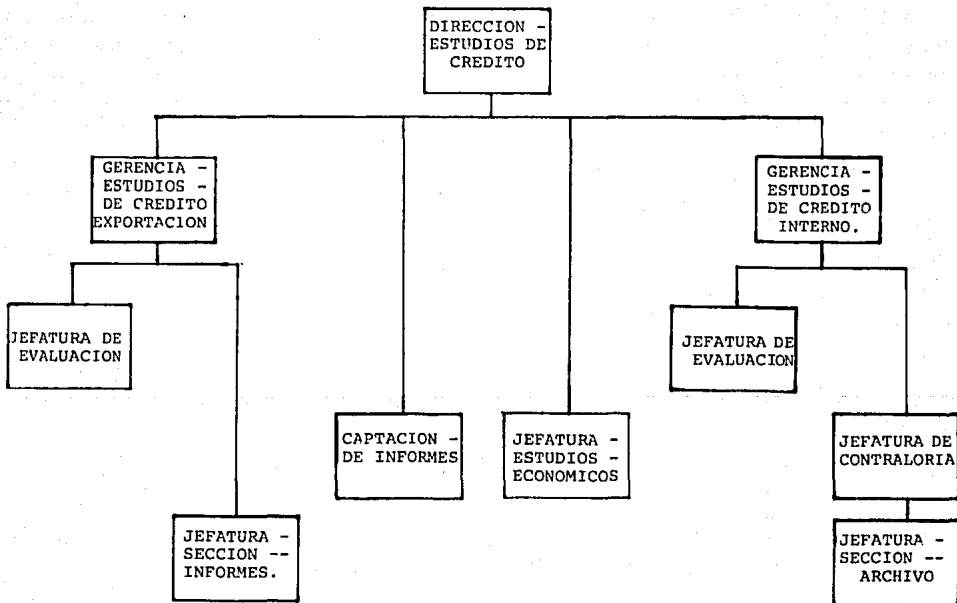 DIRECCION -
ESTUDIOS DE
CREDITO
GERENCIA -
ESTUDIOS -
DE CREDITO
EXPORTACION
GERENCIA -
ESTUDIOS -
DE CREDITO
INTERNO.
JEFATURA DE
EVALUACION
JEFATURA DE
EVALUACION
CAPTACION -
DE INFORMES
JEFATURA -
ESTUDIOS -
ECONOMICOS
JEFATURA DE
CONTRALORIA
JEFATURA -
SECCION --
INFORMES.
JEFATURA -
SECCION --
ARCHIVO